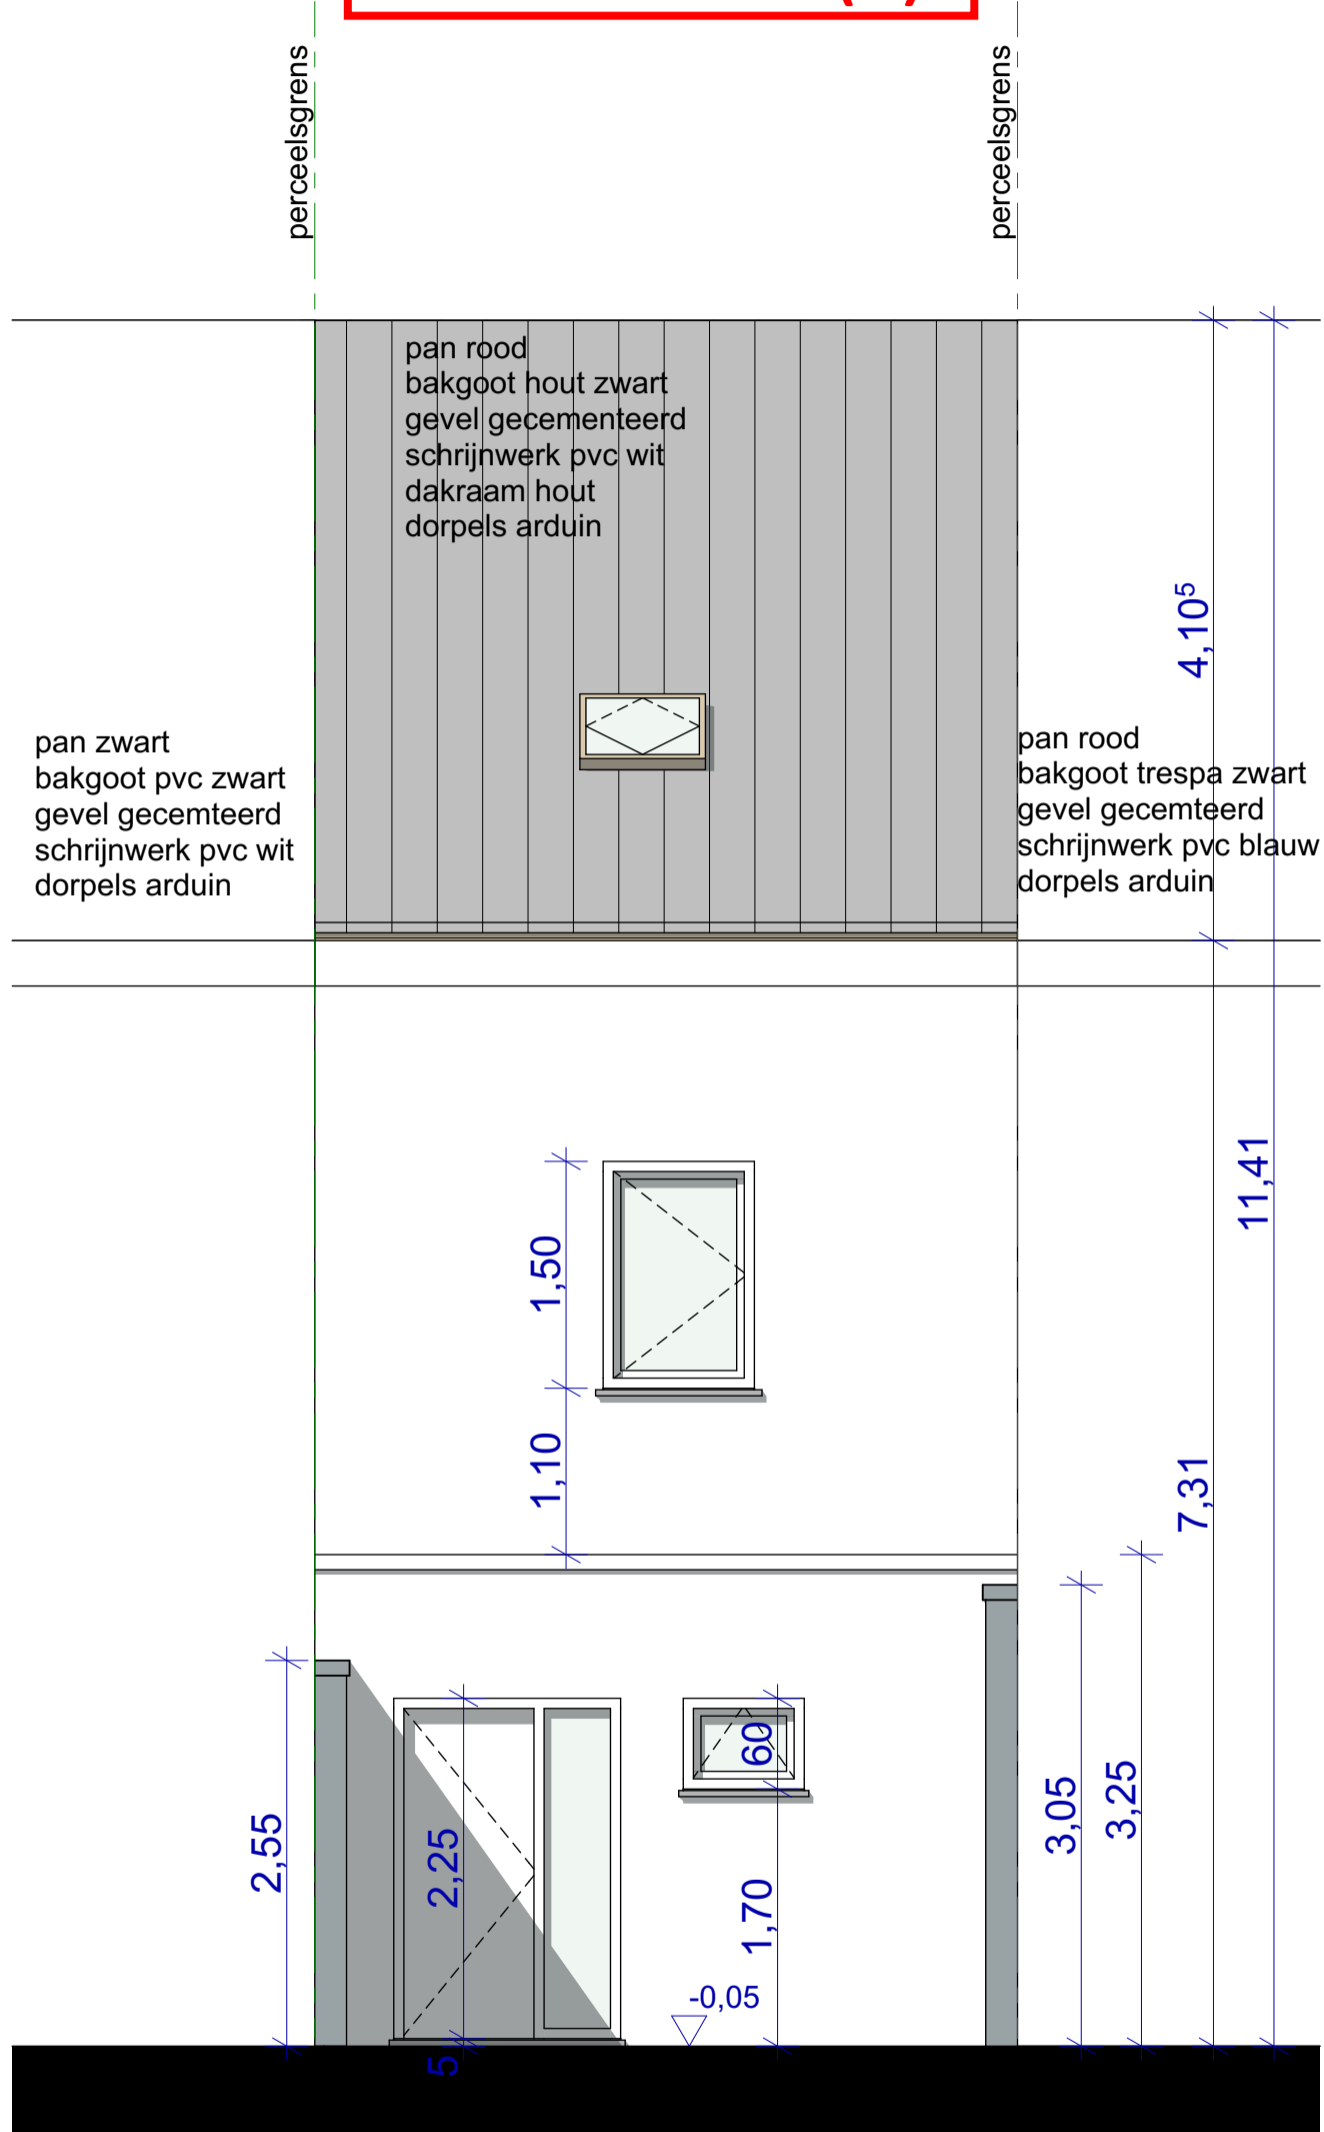 perceelsgrens
perceelsgrens
pan rood
bakgoot hout zwart
gevel gecementeerd
schrijnwerk pvc wit
dakraam hout
dorpels arduin
4,10⁵
pan zwart
bakgoot pvc zwart
gevel gecemteerd
schrijnwerk pvc wit
dorpels arduin
pan rood
bakgoot trespa zwart
gevel gecemteerd
schrijnwerk pvc blauw
dorpels arduin
11,41
1,50
1,10
7,31
60
2,55
2,25
1,70
3,05
3,25
-0,05
5